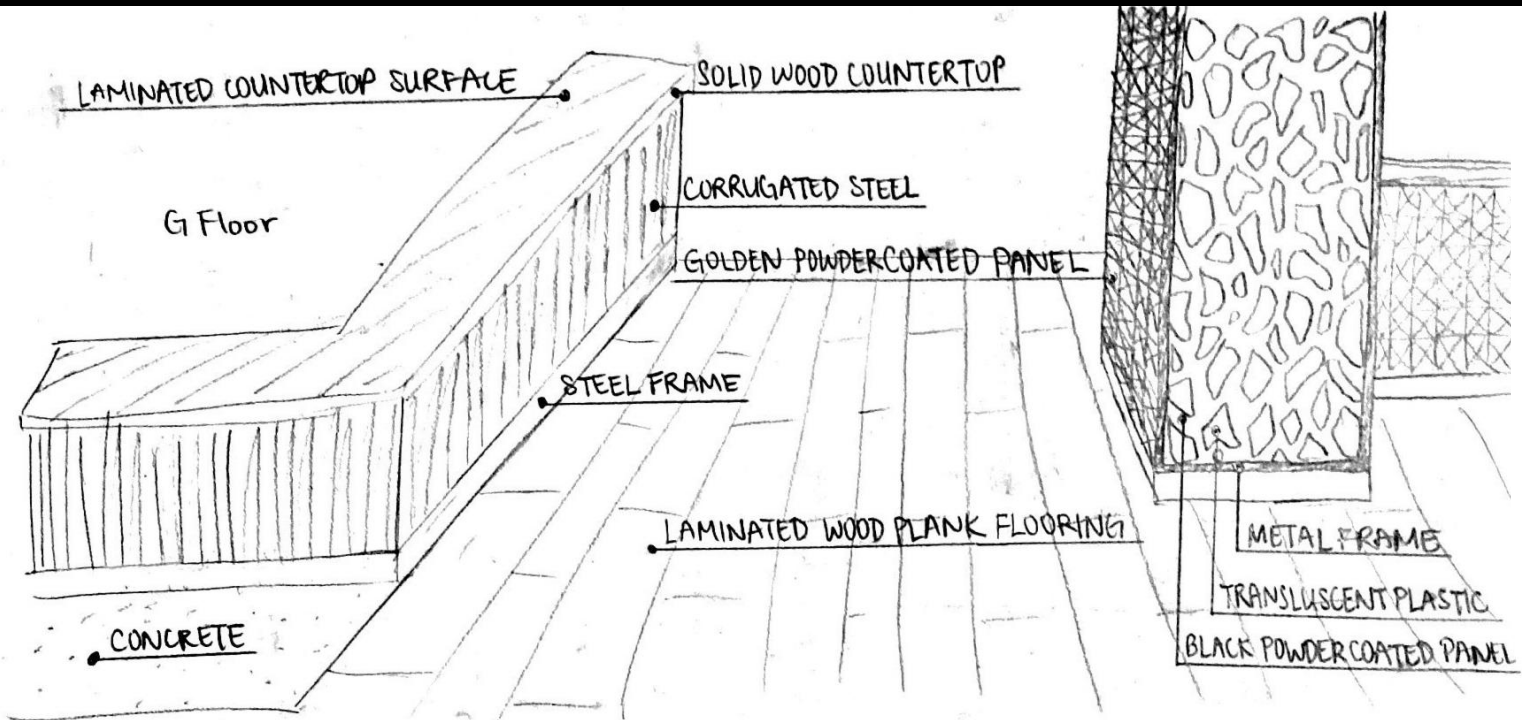 LAMINATED COUNTERTOP SURFACE
SOLID WOOD COUNTERTOP
CORRUGATED STEEL
G Floor
GOLDEN POWDERCOATED PANEL
STEEL FRAME
LAMINATED WOOD PLANK FLOORING
METAL FRAME
TRANSLUSCENT PLASTIC
CONCRETE
BLACK POWDERCOATED PANEL